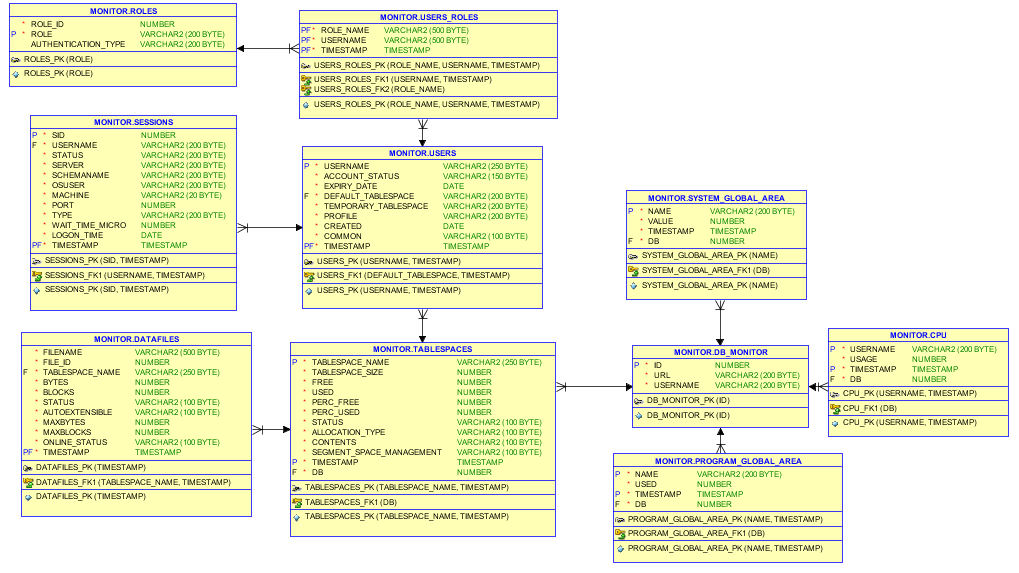 MONITOR.ROLES
* ROLE_ID NUMBER
P * ROLE VARCHAR2 (200 BYTE)
AUTHENTICATION_TYPE VARCHAR2 (200 BYTE)
ROLES_PK (ROLE)
ROLES_PK (ROLE)
MONITOR.USERS_ROLES
PF* ROLE_NAME VARCHAR2 (500 BYTE)
PF* USERNAME VARCHAR2 (500 BYTE)
PF* TIMESTAMP TIMESTAMP
USERS_ROLES_PK (ROLE_NAME, USERNAME, TIMESTAMP)
USERS_ROLES_FK1 (USERNAME, TIMESTAMP)
USERS_ROLES_FK2 (ROLE_NAME)
USERS_ROLES_PK (ROLE_NAME, USERNAME, TIMESTAMP)
MONITOR.SESSIONS
P * SID NUMBER
F * USERNAME VARCHAR2 (200 BYTE)
* STATUS VARCHAR2 (200 BYTE)
* SERVER VARCHAR2 (200 BYTE)
* SCHEMANAME VARCHAR2 (200 BYTE)
* OSUSER VARCHAR2 (200 BYTE)
* MACHINE VARCHAR2 (20 BYTE)
* PORT NUMBER
* TYPE VARCHAR2 (200 BYTE)
* WAIT_TIME_MICRO NUMBER
* LOGON_TIME DATE
PF* TIMESTAMP TIMESTAMP
SESSIONS_PK (SID, TIMESTAMP)
SESSIONS_FK1 (USERNAME, TIMESTAMP)
SESSIONS_PK (SID, TIMESTAMP)
MONITOR.USERS
P * USERNAME VARCHAR2 (250 BYTE)
* ACCOUNT_STATUS VARCHAR2 (150 BYTE)
* EXPIRY_DATE DATE
F * DEFAULT_TABLESPACE VARCHAR2 (200 BYTE)
* TEMPORARY_TABLESPACE VARCHAR2 (200 BYTE)
* PROFILE VARCHAR2 (200 BYTE)
* CREATED DATE
* COMMON VARCHAR2 (100 BYTE)
PF* TIMESTAMP TIMESTAMP
USERS_PK (USERNAME, TIMESTAMP)
USERS_FK1 (DEFAULT_TABLESPACE, TIMESTAMP)
USERS_PK (USERNAME, TIMESTAMP)
MONITOR.SYSTEM_GLOBAL_AREA
P * NAME VARCHAR2 (200 BYTE)
* VALUE NUMBER
* TIMESTAMP TIMESTAMP
F * DB NUMBER
SYSTEM_GLOBAL_AREA_PK (NAME)
SYSTEM_GLOBAL_AREA_FK1 (DB)
SYSTEM_GLOBAL_AREA_PK (NAME)
MONITOR.DATAFILES
* FILENAME VARCHAR2 (500 BYTE)
* FILE_ID NUMBER
F * TABLESPACE_NAME VARCHAR2 (250 BYTE)
* BYTES NUMBER
* BLOCKS NUMBER
* STATUS VARCHAR2 (100 BYTE)
* AUTOEXTENSIBLE VARCHAR2 (100 BYTE)
* MAXBYTES NUMBER
* MAXBLOCKS NUMBER
* ONLINE_STATUS VARCHAR2 (100 BYTE)
PF* TIMESTAMP TIMESTAMP
DATAFILES_PK (TIMESTAMP)
DATAFILES_FK1 (TABLESPACE_NAME, TIMESTAMP)
DATAFILES_PK (TIMESTAMP)
MONITOR.TABLESPACES
P * TABLESPACE_NAME VARCHAR2 (250 BYTE)
* TABLESPACE_SIZE NUMBER
* FREE NUMBER
* USED NUMBER
* PERC_FREE NUMBER
* PERC_USED NUMBER
* STATUS VARCHAR2 (100 BYTE)
* ALLOCATION_TYPE VARCHAR2 (100 BYTE)
* CONTENTS VARCHAR2 (100 BYTE)
* SEGMENT_SPACE_MANAGEMENT VARCHAR2 (100 BYTE)
P * TIMESTAMP TIMESTAMP
F * DB NUMBER
TABLESPACES_PK (TABLESPACE_NAME, TIMESTAMP)
TABLESPACES_FK1 (DB)
TABLESPACES_PK (TABLESPACE_NAME, TIMESTAMP)
MONITOR.DB_MONITOR
P * ID NUMBER
* URL VARCHAR2 (200 BYTE)
* USERNAME VARCHAR2 (200 BYTE)
DB_MONITOR_PK (ID)
DB_MONITOR_PK (ID)
MONITOR.CPU
P * USERNAME VARCHAR2 (200 BYTE)
* USAGE NUMBER
P * TIMESTAMP TIMESTAMP
F * DB NUMBER
CPU_PK (USERNAME, TIMESTAMP)
CPU_FK1 (DB)
CPU_PK (USERNAME, TIMESTAMP)
MONITOR.PROGRAM_GLOBAL_AREA
P * NAME VARCHAR2 (200 BYTE)
* USED NUMBER
P * TIMESTAMP TIMESTAMP
F * DB NUMBER
PROGRAM_GLOBAL_AREA_PK (NAME, TIMESTAMP)
PROGRAM_GLOBAL_AREA_FK1 (DB)
PROGRAM_GLOBAL_AREA_PK (NAME, TIMESTAMP)